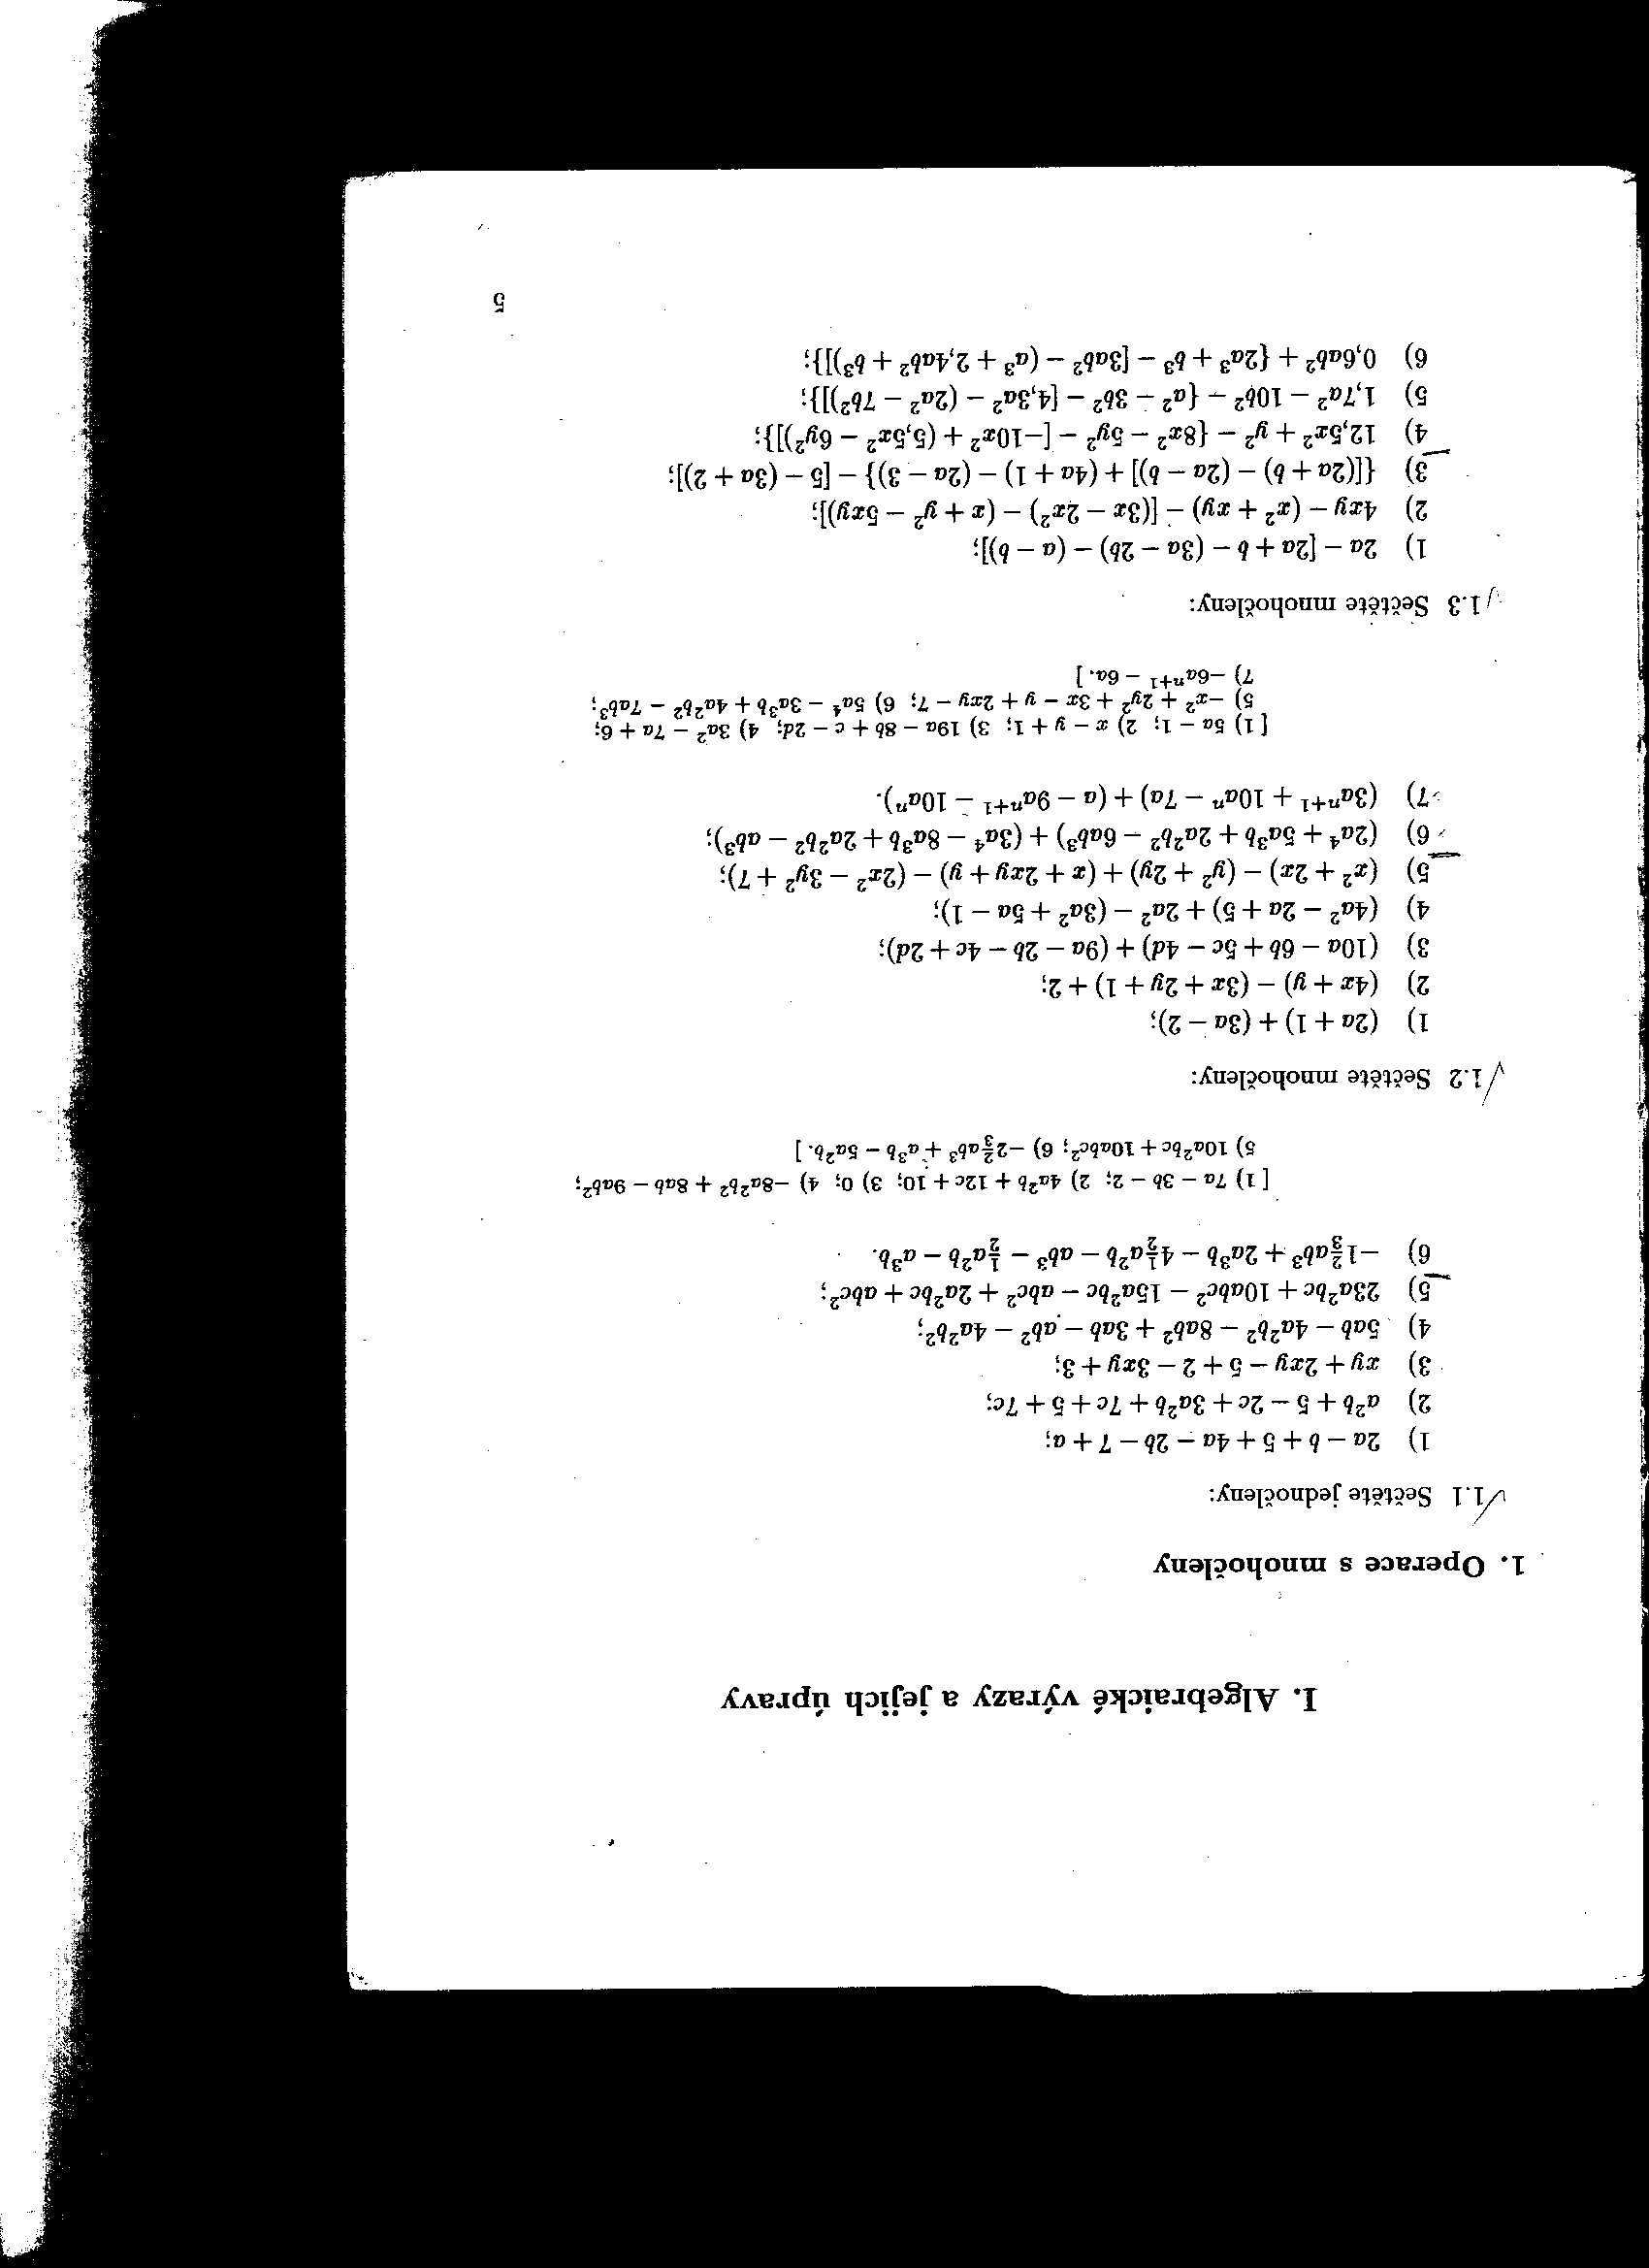 I. Algebraické výrazy a jejich úpravy
1. Operace s mnohočleny
1.1 Sečtěte jednočleny:
1) 2a − b + 5 + 4a − 2b − 7 + a;
2) a²b + 5 − 2c + 3a²b + 7c + 5 + 7c;
3) xy + 2xy − 5 + 2 − 3xy + 3;
4) 5ab − 4a²b² − 8ab² + 3ab − ab² − 4a²b²;
5) 23a²bc + 10abc² − 15a²bc − abc² + 2a²bc + abc²;
6) −1⅔ab³ + 2a³b − 4½a²b − ab³ − ½a²b − a³b.
[ 1) 7a − 3b − 2; 2) 4a²b + 12c + 10; 3) 0; 4) −8a²b² + 8ab − 9ab²;
5) 10a²bc + 10abc²; 6) −2⅔ab³ + a³b − 5a²b. ]
1.2 Sečtěte mnohočleny:
1) (2a + 1) + (3a − 2);
2) (4x + y) − (3x + 2y + 1) + 2;
3) (10a − 6b + 5c − 4d) + (9a − 2b − 4c + 2d);
4) (4a² − 2a + 5) + 2a² − (3a² + 5a − 1);
5) (x² + 2x) − (y² + 2y) + (x + 2xy + y) − (2x² − 3y² + 7);
6) (2a⁴ + 5a³b + 2a²b² − 6ab³) + (3a⁴ − 8a³b + 2a²b² − ab³);
7) (3aⁿ⁺¹ + 10aⁿ − 7a) + (a − 9aⁿ⁺¹ − 10aⁿ).
[ 1) 5a − 1; 2) x − y + 1; 3) 19a − 8b + c − 2d; 4) 3a² − 7a + 6;
5) −x² + 2y² + 3x − y + 2xy − 7; 6) 5a⁴ − 3a³b + 4a²b² − 7ab³;
7) −6aⁿ⁺¹ − 6a. ]
1.3 Sečtěte mnohočleny:
1) 2a − [2a + b − (3a − 2b) − (a − b)];
2) 4xy − (x² + xy) − [(3x − 2x²) − (x + y² − 5xy)];
3) {[(2a + b) − (2a − b)] + (4a + 1) − (2a − 3)} − [5 − (3a + 2)];
4) 12,5x² + y² − {8x² − 5y² − [−10x² + (5,5x² − 6y²)]};
5) 1,7a² − 10b² − {a² − 3b² − [4,3a² − (2a² − 7b²)]};
6) 0,6ab² + {2a³ + b³ − [3ab² − (a³ + 2,4ab² + b³)]};
5